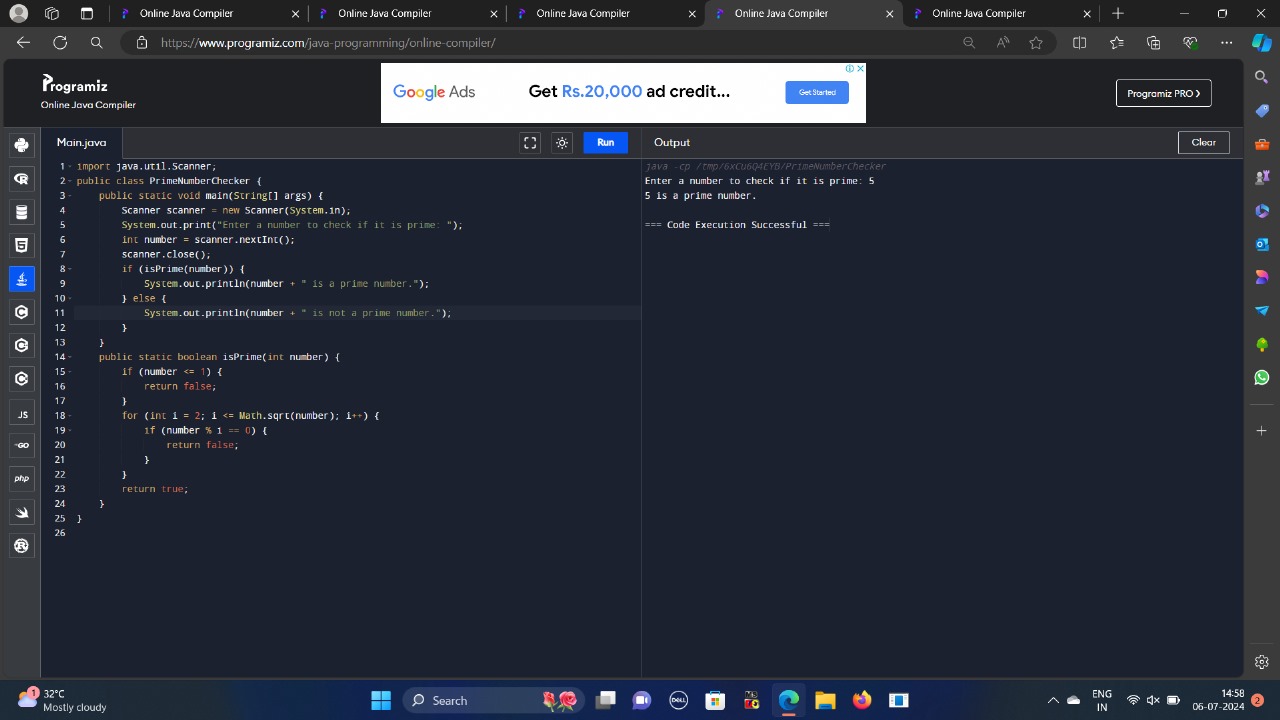 Online Java Compiler
Online Java Compiler
Online Java Compiler
Online Java Compiler
Online Java Compiler
https://www.programiz.com/java-programming/online-compiler/
Programiz
Online Java Compiler
Google Ads
Get Rs.20,000 ad credit...
Get Started
Programiz PRO
Main.java
Run
Output
Clear
1 import java.util.Scanner;
2 public class PrimeNumberChecker {
3 public static void main(String[] args) {
4 Scanner scanner = new Scanner(System.in);
5 System.out.print("Enter a number to check if it is prime: ");
6 int number = scanner.nextInt();
7 scanner.close();
8 if (isPrime(number)) {
9 System.out.println(number + " is a prime number.");
10 } else {
11 System.out.println(number + " is not a prime number.");
12 }
13 }
14 public static boolean isPrime(int number) {
15 if (number <= 1) {
16 return false;
17 }
18 for (int i = 2; i <= Math.sqrt(number); i++) {
19 if (number % i == 0) {
20 return false;
21 }
22 }
23 return true;
24 }
25 }
26
java -cp /tmp/6xCu6Q4EYB/PrimeNumberChecker
Enter a number to check if it is prime: 5
5 is a prime number.
=== Code Execution Successful ===
JS
GO
php
1
32°C
Mostly cloudy
Search
DELL
ENG
IN
14:58
06-07-2024
2